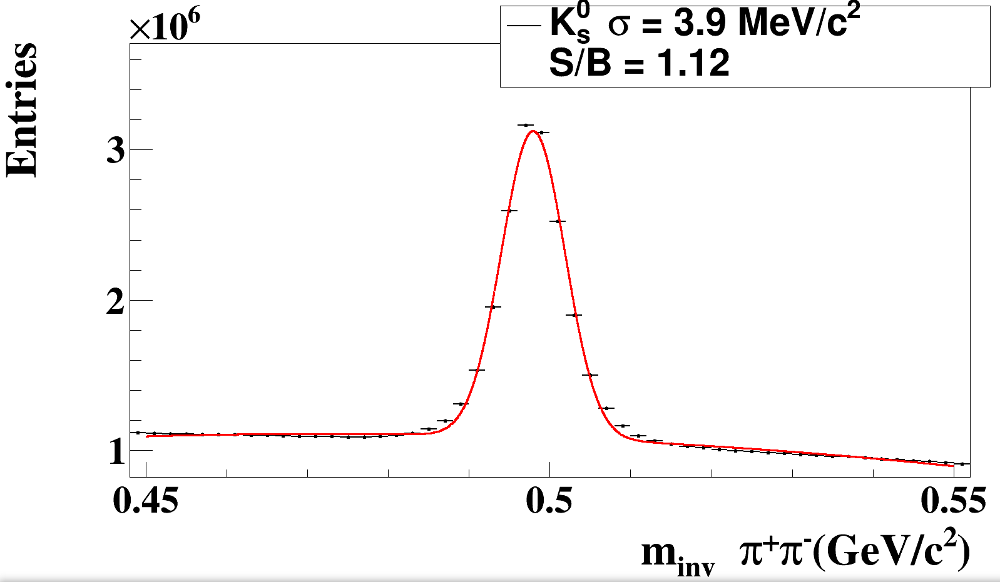 ×10⁶
K⁰ₛ σ = 3.9 MeV/c²
S/B = 1.12
Entries
3
2
1
0.45 0.5 0.55
m_inv π⁺π⁻(GeV/c²)